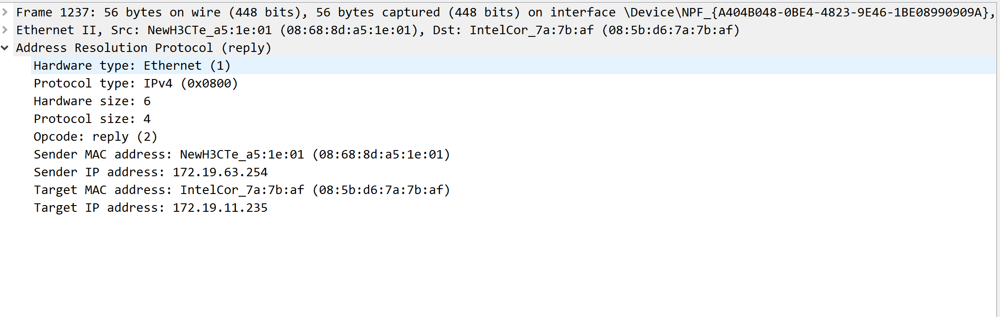 Frame 1237: 56 bytes on wire (448 bits), 56 bytes captured (448 bits) on interface \Device\NPF_{A404B048-0BE4-4823-9E46-1BE08990909A},
Ethernet II, Src: NewH3CTe_a5:1e:01 (08:68:8d:a5:1e:01), Dst: IntelCor_7a:7b:af (08:5b:d6:7a:7b:af)
Address Resolution Protocol (reply)
Hardware type: Ethernet (1)
Protocol type: IPv4 (0x0800)
Hardware size: 6
Protocol size: 4
Opcode: reply (2)
Sender MAC address: NewH3CTe_a5:1e:01 (08:68:8d:a5:1e:01)
Sender IP address: 172.19.63.254
Target MAC address: IntelCor_7a:7b:af (08:5b:d6:7a:7b:af)
Target IP address: 172.19.11.235